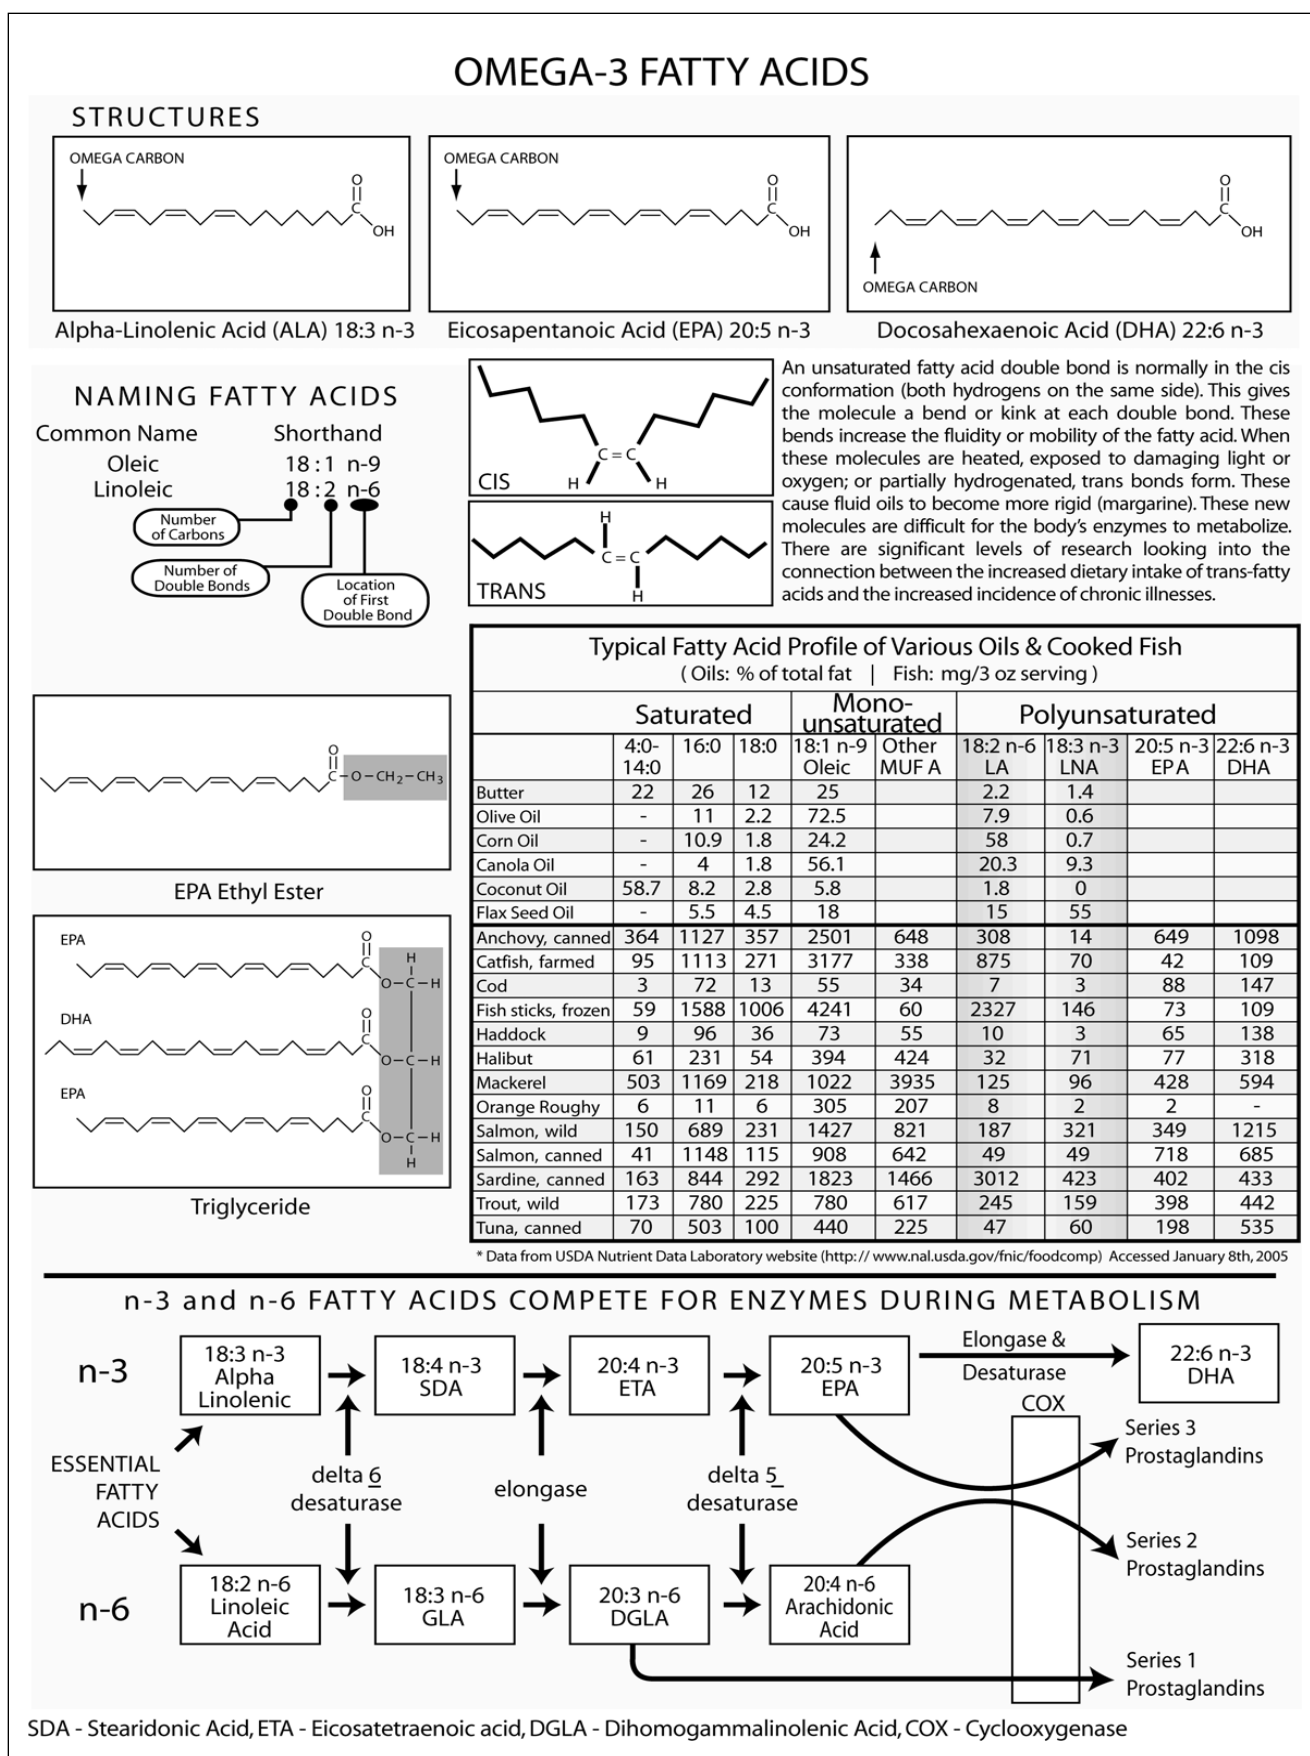 OMEGA-3 FATTY ACIDS
STRUCTURES
OMEGA CARBON
O
C
OH
Alpha-Linolenic Acid (ALA) 18:3 n-3
OMEGA CARBON
O
C
OH
Eicosapentanoic Acid (EPA) 20:5 n-3
O
C
OH
OMEGA CARBON
Docosahexaenoic Acid (DHA) 22:6 n-3
NAMING FATTY ACIDS
Common Name Shorthand
Oleic 18:1 n-9
Linoleic 18:2 n-6
Number
of Carbons
Number of
Double Bonds
Location
of First
Double Bond
C=C
H H
CIS
H
C=C
H
TRANS
An unsaturated fatty acid double bond is normally in the cis
conformation (both hydrogens on the same side). This gives
the molecule a bend or kink at each double bond. These
bends increase the fluidity or mobility of the fatty acid. When
these molecules are heated, exposed to damaging light or
oxygen; or partially hydrogenated, trans bonds form. These
cause fluid oils to become more rigid (margarine). These new
molecules are difficult for the body's enzymes to metabolize.
There are significant levels of research looking into the
connection between the increased dietary intake of trans-fatty
acids and the increased incidence of chronic illnesses.
O
C–O–CH2–CH3
EPA Ethyl Ester
EPA
O
C
H
O–C–H
DHA
O
C
O–C–H
EPA
O
C
O–C–H
H
Triglyceride
Typical Fatty Acid Profile of Various Oils & Cooked Fish
( Oils: % of total fat | Fish: mg/3 oz serving )
Saturated Mono-unsaturated Polyunsaturated
4:0- 16:0 18:0 18:1 n-9 Other 18:2 n-6 18:3 n-3 20:5 n-3 22:6 n-3
14:0 Oleic MUF A LA LNA EP A DHA
Butter 22 26 12 25 2.2 1.4
Olive Oil - 11 2.2 72.5 7.9 0.6
Corn Oil - 10.9 1.8 24.2 58 0.7
Canola Oil - 4 1.8 56.1 20.3 9.3
Coconut Oil 58.7 8.2 2.8 5.8 1.8 0
Flax Seed Oil - 5.5 4.5 18 15 55
Anchovy, canned 364 1127 357 2501 648 308 14 649 1098
Catfish, farmed 95 1113 271 3177 338 875 70 42 109
Cod 3 72 13 55 34 7 3 88 147
Fish sticks, frozen 59 1588 1006 4241 60 2327 146 73 109
Haddock 9 96 36 73 55 10 3 65 138
Halibut 61 231 54 394 424 32 71 77 318
Mackerel 503 1169 218 1022 3935 125 96 428 594
Orange Roughy 6 11 6 305 207 8 2 2 -
Salmon, wild 150 689 231 1427 821 187 321 349 1215
Salmon, canned 41 1148 115 908 642 49 49 718 685
Sardine, canned 163 844 292 1823 1466 3012 423 402 433
Trout, wild 173 780 225 780 617 245 159 398 442
Tuna, canned 70 503 100 440 225 47 60 198 535
* Data from USDA Nutrient Data Laboratory website (http:// www.nal.usda.gov/fnic/foodcomp) Accessed January 8th, 2005
n-3 and n-6 FATTY ACIDS COMPETE FOR ENZYMES DURING METABOLISM
n-3
18:3 n-3
Alpha
Linolenic
18:4 n-3
SDA
20:4 n-3
ETA
20:5 n-3
EPA
Elongase &
Desaturase
22:6 n-3
DHA
COX
ESSENTIAL
FATTY
ACIDS
delta 6
desaturase
elongase
delta 5
desaturase
Series 3
Prostaglandins
Series 2
Prostaglandins
n-6
18:2 n-6
Linoleic
Acid
18:3 n-6
GLA
20:3 n-6
DGLA
20:4 n-6
Arachidonic
Acid
Series 1
Prostaglandins
SDA - Stearidonic Acid, ETA - Eicosatetraenoic acid, DGLA - Dihomogammalinolenic Acid, COX - Cyclooxygenase